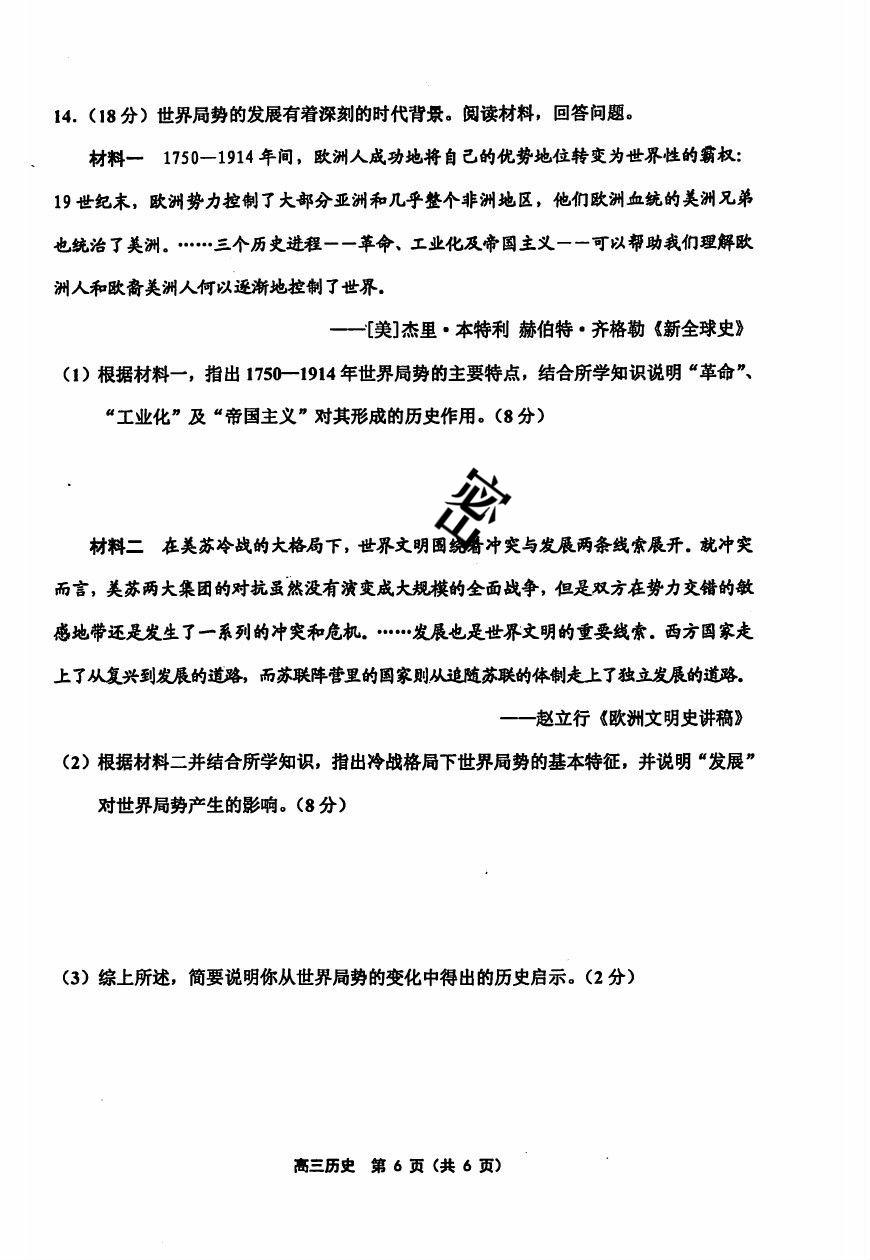 14.（18分）世界局势的发展有着深刻的时代背景。阅读材料，回答问题。
材料一 1750—1914年间，欧洲人成功地将自己的优势地位转变为世界性的霸权：
19世纪末，欧洲势力控制了大部分亚洲和几乎整个非洲地区，他们欧洲血统的美洲兄弟
也统治了美洲。……三个历史进程——革命、工业化及帝国主义——可以帮助我们理解欧
洲人和欧裔美洲人何以逐渐地控制了世界。
——[美]杰里·本特利 赫伯特·齐格勒《新全球史》
（1）根据材料一，指出1750—1914年世界局势的主要特点，结合所学知识说明“革命”、
“工业化”及“帝国主义”对其形成的历史作用。（8分）
密
材料二 在美苏冷战的大格局下，世界文明围绕着冲突与发展两条线索展开。就冲突
而言，美苏两大集团的对抗虽然没有演变成大规模的全面战争，但是双方在势力交错的敏
感地带还是发生了一系列的冲突和危机。……发展也是世界文明的重要线索。西方国家走
上了从复兴到发展的道路，而苏联阵营里的国家则从追随苏联的体制走上了独立发展的道路。
——赵立行《欧洲文明史讲稿》
（2）根据材料二并结合所学知识，指出冷战格局下世界局势的基本特征，并说明“发展”
对世界局势产生的影响。（8分）
（3）综上所述，简要说明你从世界局势的变化中得出的历史启示。（2分）
高三历史 第 6 页（共 6 页）